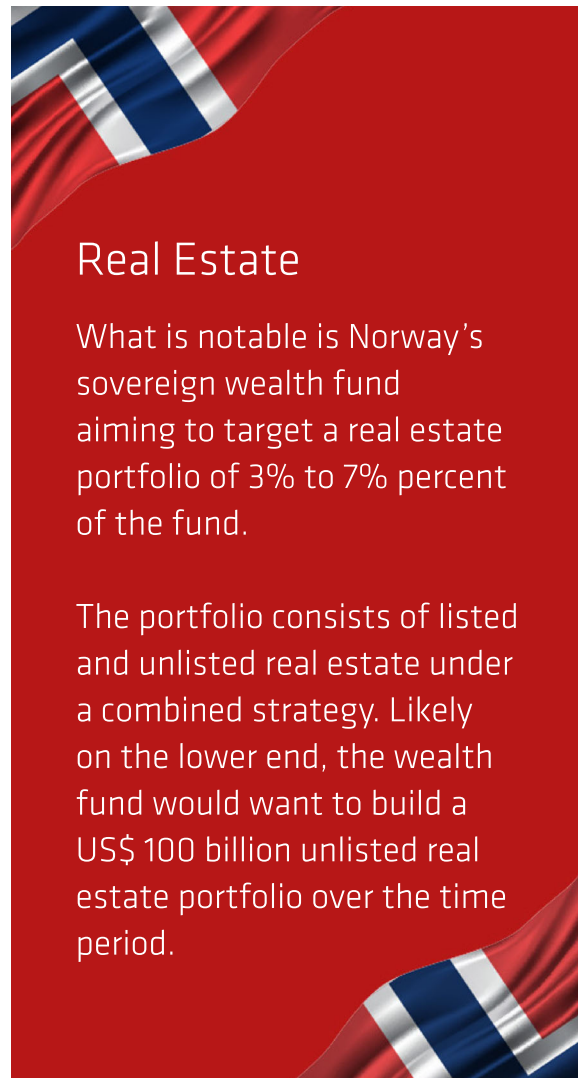 Real Estate
What is notable is Norway’s
sovereign wealth fund
aiming to target a real estate
portfolio of 3% to 7% percent
of the fund.
The portfolio consists of listed
and unlisted real estate under
a combined strategy. Likely
on the lower end, the wealth
fund would want to build a
US$ 100 billion unlisted real
estate portfolio over the time
period.